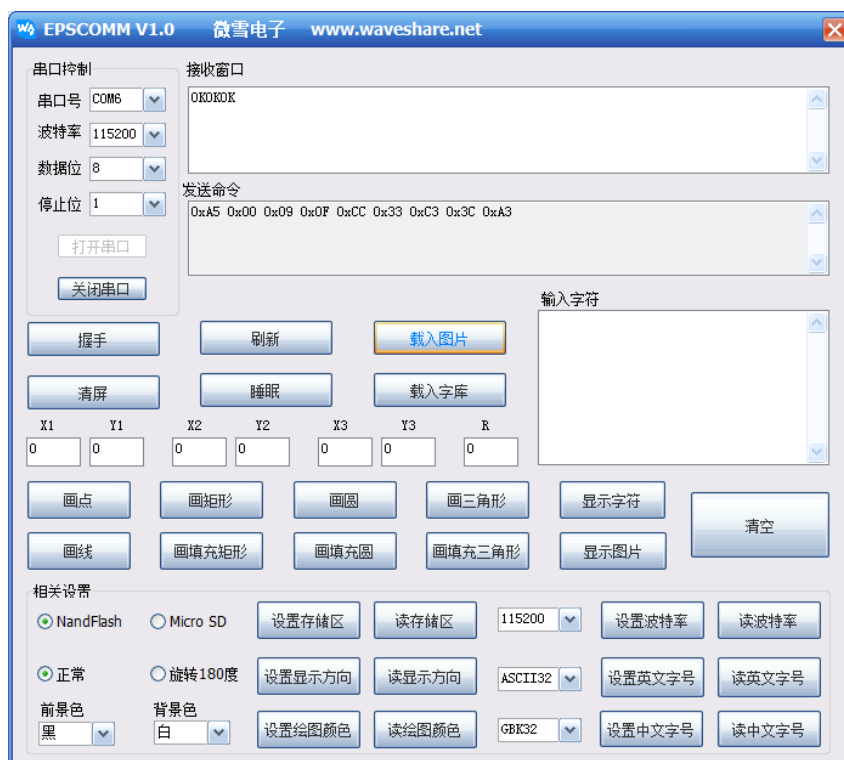 EPSCOMM V1.0 微雪电子 www.waveshare.net
串口控制
串口号 COM6
波特率 115200
数据位 8
停止位 1
打开串口
关闭串口
接收窗口
OKOKOK
发送命令
0xA5 0x00 0x09 0x0F 0xCC 0x33 0xC3 0x3C 0xA3
输入字符
握手 刷新 载入图片
清屏 睡眠 载入字库
X1 Y1 X2 Y2 X3 Y3 R
0 0 0 0 0 0 0
画点 画矩形 画圆 画三角形 显示字符
清空
画线 画填充矩形 画填充圆 画填充三角形 显示图片
相关设置
NandFlash Micro SD 设置存储区 读存储区 115200 设置波特率 读波特率
正常 旋转180度 设置显示方向 读显示方向 ASCII32 设置英文字号 读英文字号
前景色 背景色
黑 白 设置绘图颜色 读绘图颜色 GBK32 设置中文字号 读中文字号